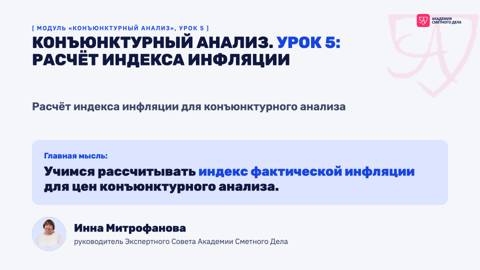 [ МОДУЛЬ «КОНЪЮНКТУРНЫЙ АНАЛИЗ», УРОК 5 ]
АКАДЕМИЯ
СМЕТНОГО ДЕЛА
КОНЪЮНКТУРНЫЙ АНАЛИЗ. УРОК 5:
РАСЧЁТ ИНДЕКСА ИНФЛЯЦИИ
Расчёт индекса инфляции для конъюнктурного анализа
Главная мысль:
Учимся рассчитывать индекс фактической инфляции
для цен конъюнктурного анализа.
Инна Митрофанова
руководитель Экспертного Совета Академии Сметного Дела